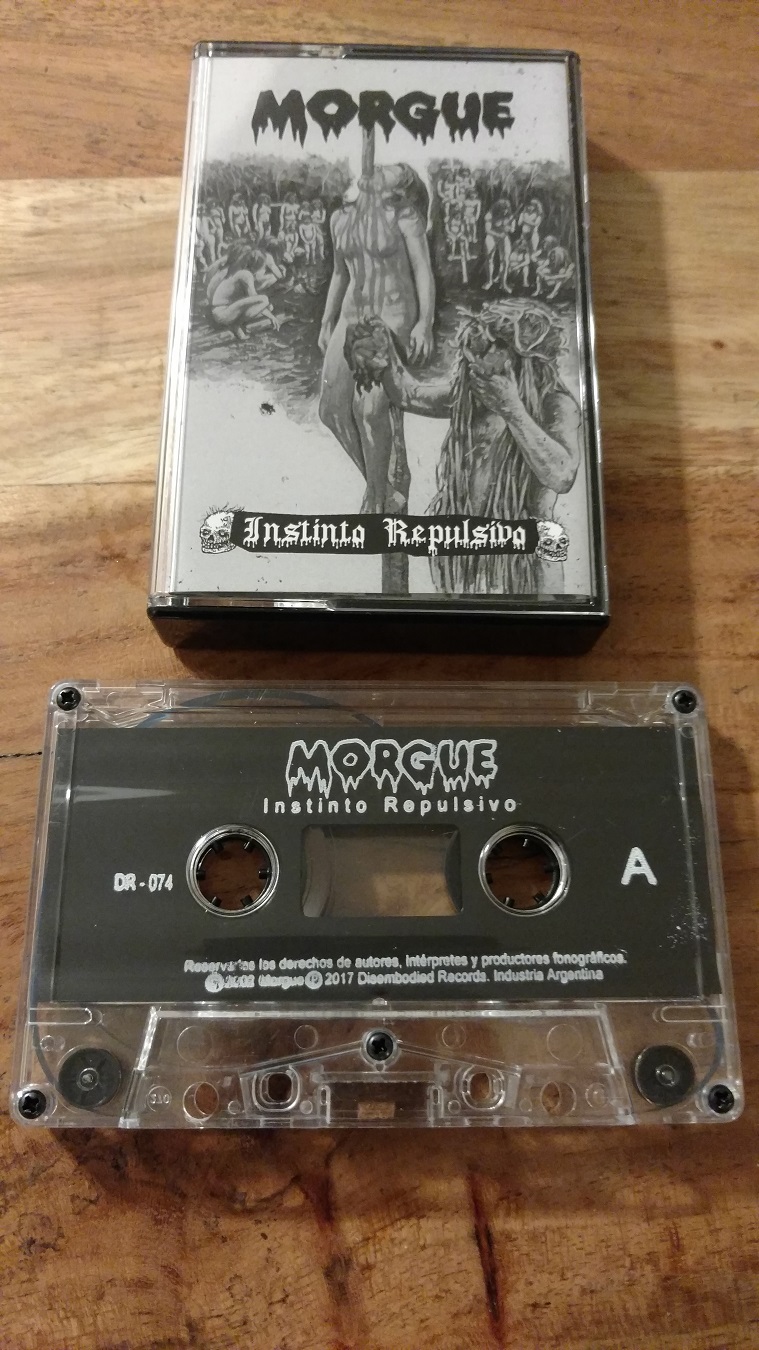 MORGUE
Instinto Repulsivo
MORGUE
Instinto Repulsivo
DR - 074
A
los derechos de autores, intérpretes y productores fonográficos.
Morgue Ⓟ 2017 Disembodied Records. Industria Argentina